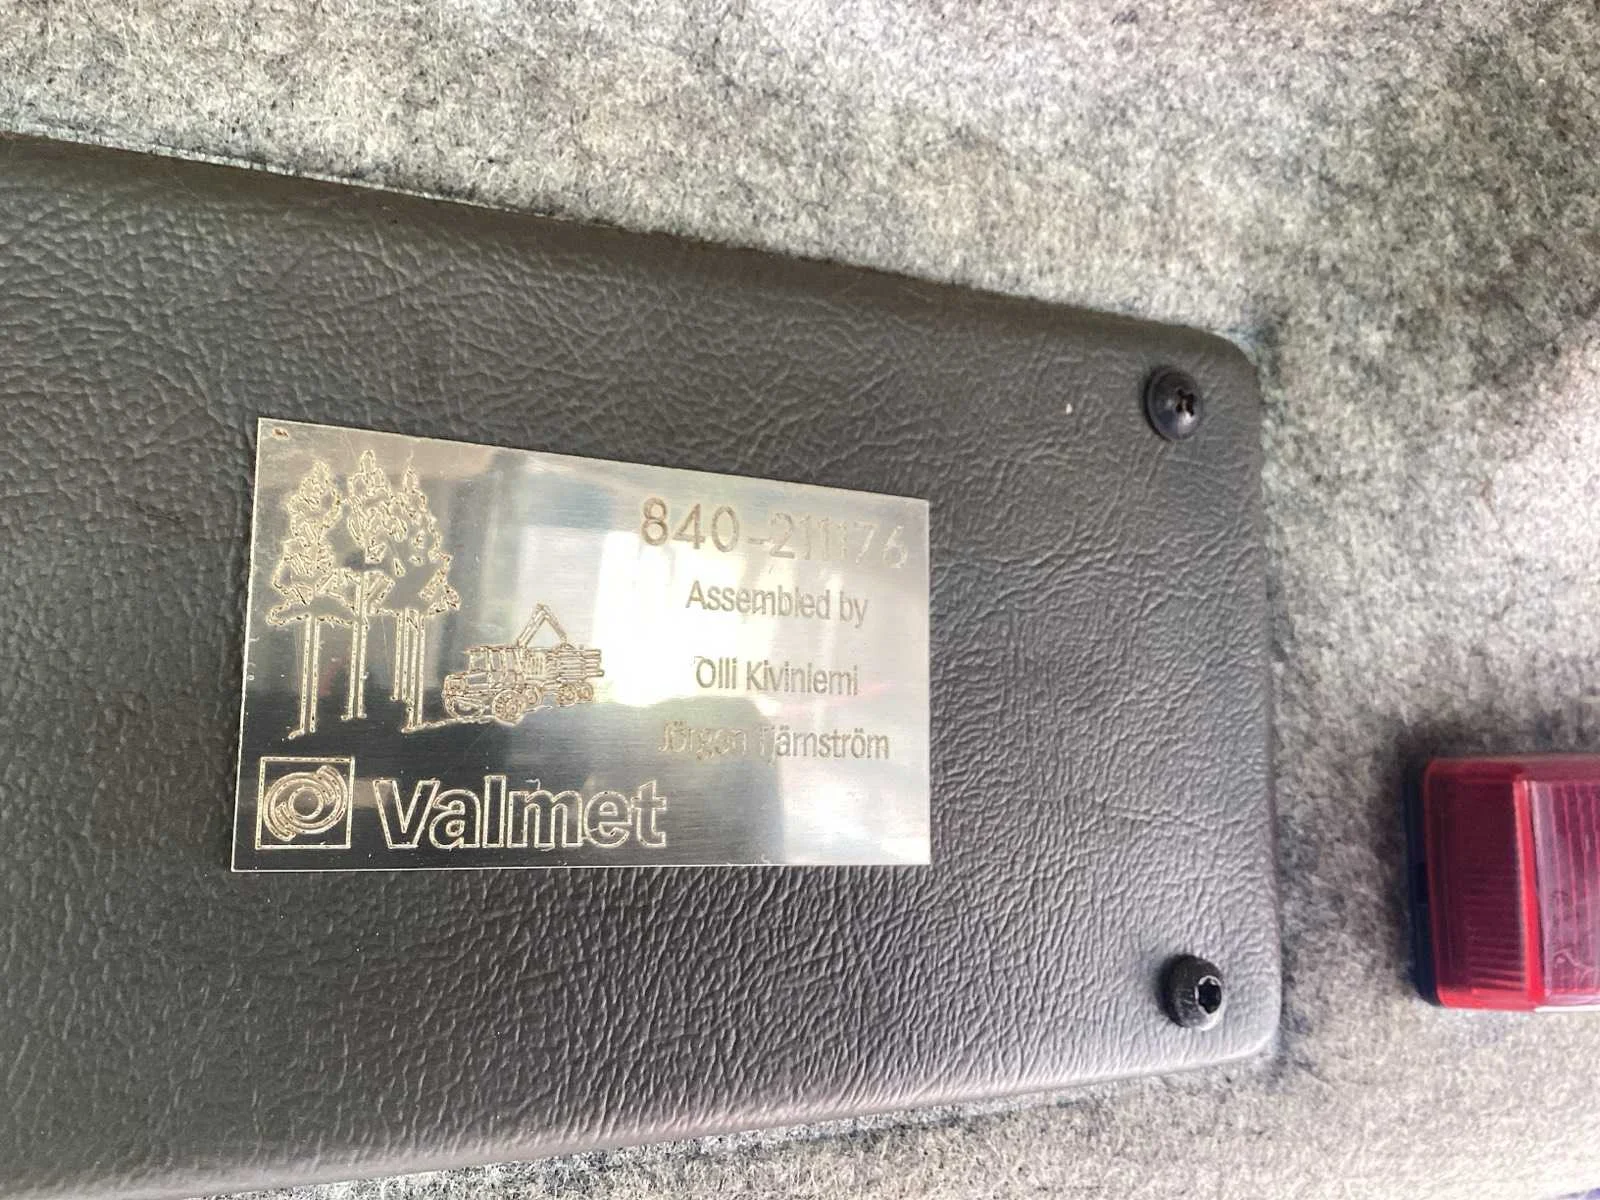 840-211176
Assembled by
Olli Kiviniemi
Jörgen Tjärnström
Valmet